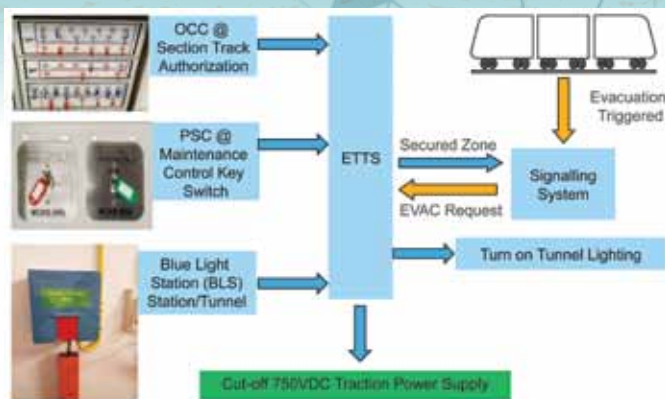 OCC @
Section Track
Authorization
PSC @
Maintenance
Control Key
Switch
Blue Light
Station (BLS)
Station/Tunnel
ETTS
Evacuation
Triggered
Secured Zone
EVAC Request
Signalling
System
Turn on Tunnel Lighting
Cut-off 750VDC Traction Power Supply